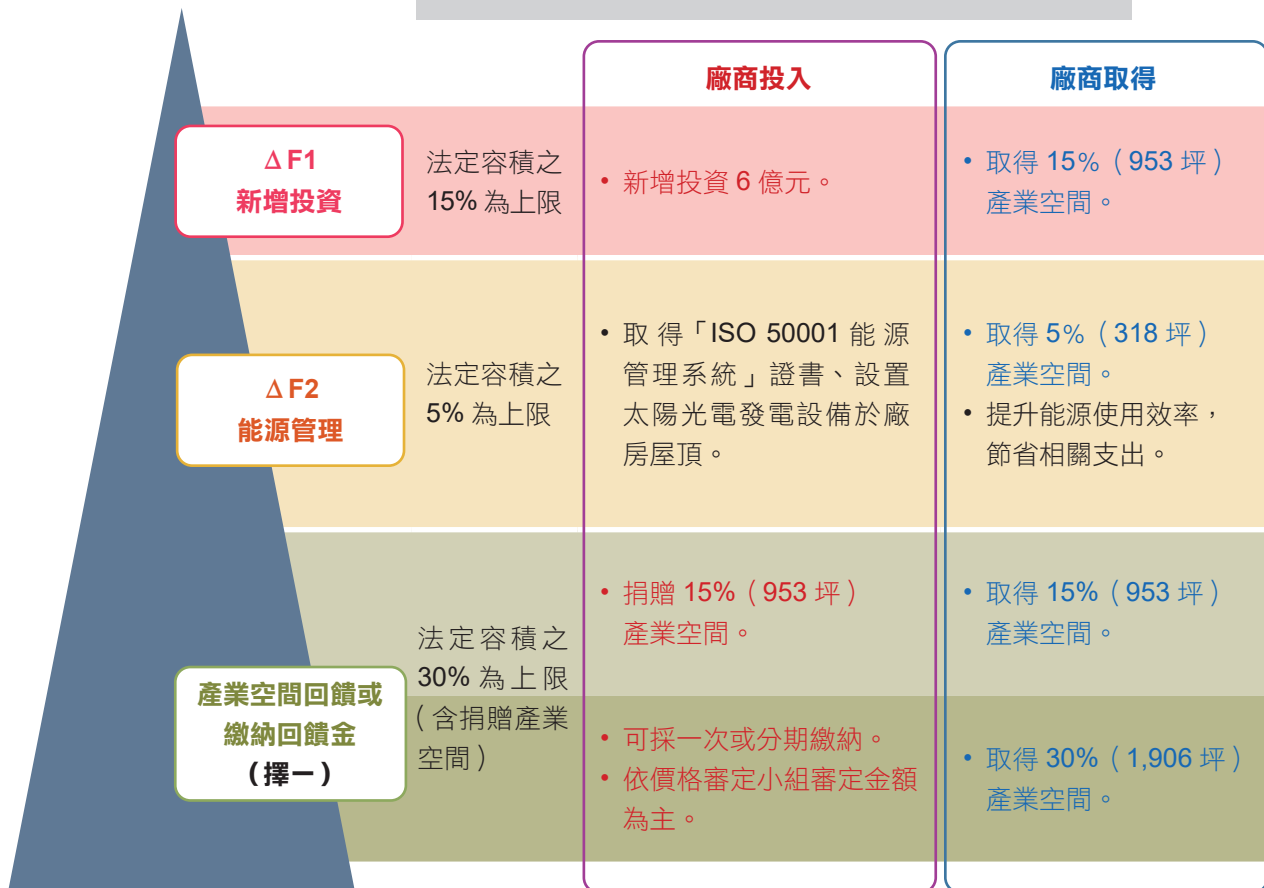 廠商投入
廠商取得
Δ F1
新增投資
法定容積之
15% 為上限
• 新增投資 6 億元。
• 取得 15%（953 坪）
產業空間。
Δ F2
能源管理
法定容積之
5% 為上限
• 取得「ISO 50001 能源
管理系統」證書、設置
太陽光電發電設備於廠
房屋頂。
• 取得 5%（318 坪）
產業空間。
• 提升能源使用效率，
節省相關支出。
產業空間回饋或
繳納回饋金
（擇一）
法定容積之
30% 為上限
（含捐贈產業
空間）
• 捐贈 15%（953 坪）
產業空間。
• 取得 15%（953 坪）
產業空間。
• 可採一次或分期繳納。
• 依價格審定小組審定金額
為主。
• 取得 30%（1,906 坪）
產業空間。